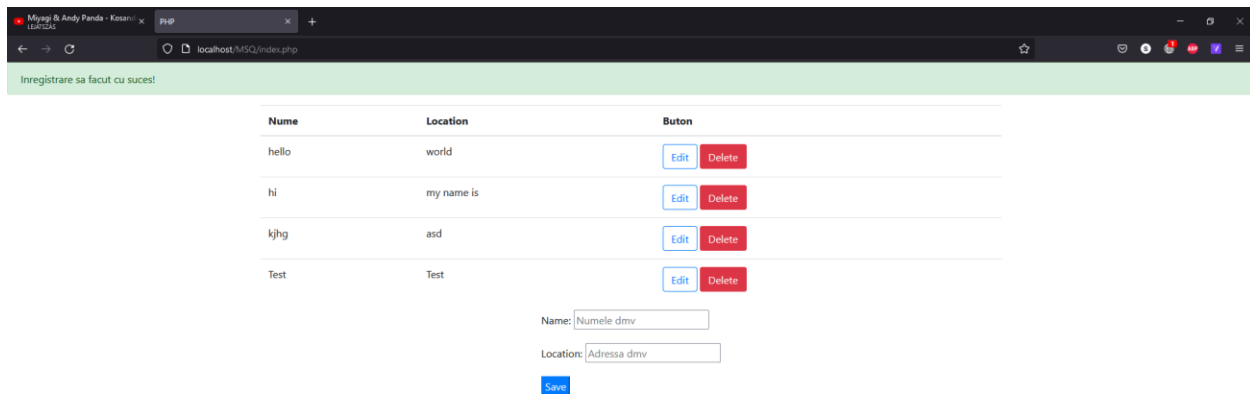 Miyagi & Andy Panda - Kosand
LEJÁTSZÁS
PHP
localhost/MSQ/index.php
Inregistrare sa facut cu suces!
Nume Location Buton
hello world Edit Delete
hi my name is Edit Delete
kjhg asd Edit Delete
Test Test Edit Delete
Name: Numele dmv
Location: Adressa dmv
Save